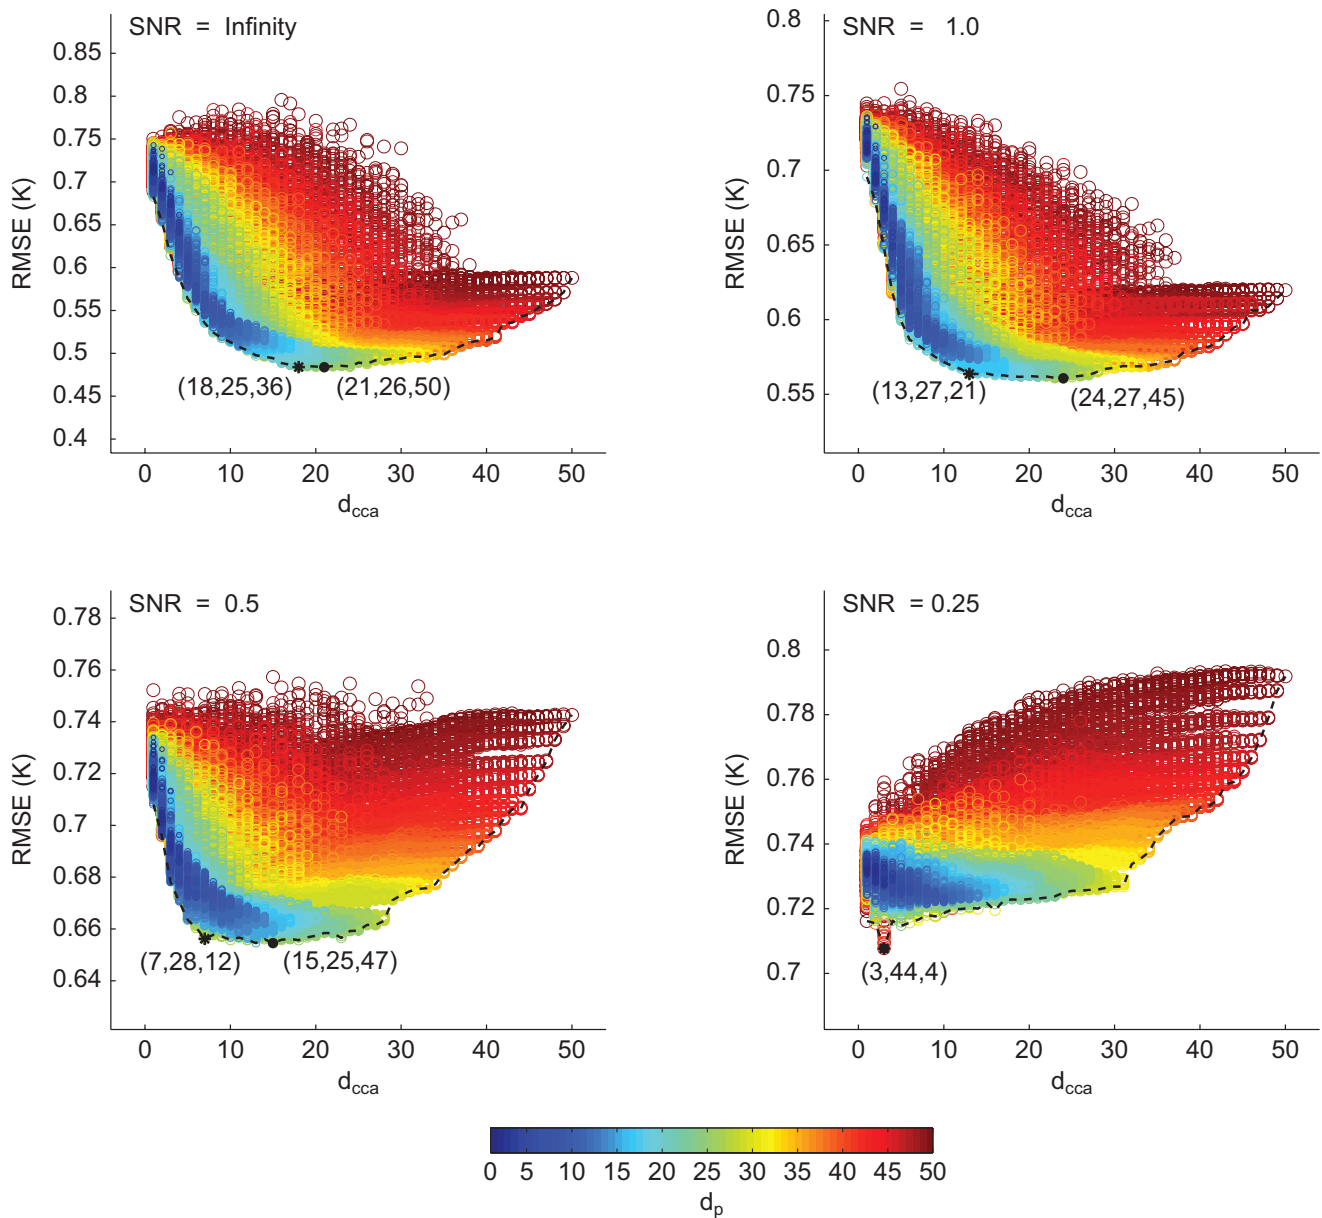 SNR = Infinity
0.85
0.8
0.75
0.7
0.65
0.6
0.55
0.5
0.45
0.4
RMSE (K)
(18,25,36)
(21,26,50)
0 10 20 30 40 50
dcca
SNR = 1.0
0.8
0.75
0.7
0.65
0.6
0.55
RMSE (K)
(13,27,21)
(24,27,45)
0 10 20 30 40 50
dcca
SNR = 0.5
0.78
0.76
0.74
0.72
0.7
0.68
0.66
0.64
RMSE (K)
(7,28,12)
(15,25,47)
0 10 20 30 40 50
dcca
SNR = 0.25
0.8
0.78
0.76
0.74
0.72
0.7
RMSE (K)
(3,44,4)
0 10 20 30 40 50
dcca
0 5 10 15 20 25 30 35 40 45 50
dp